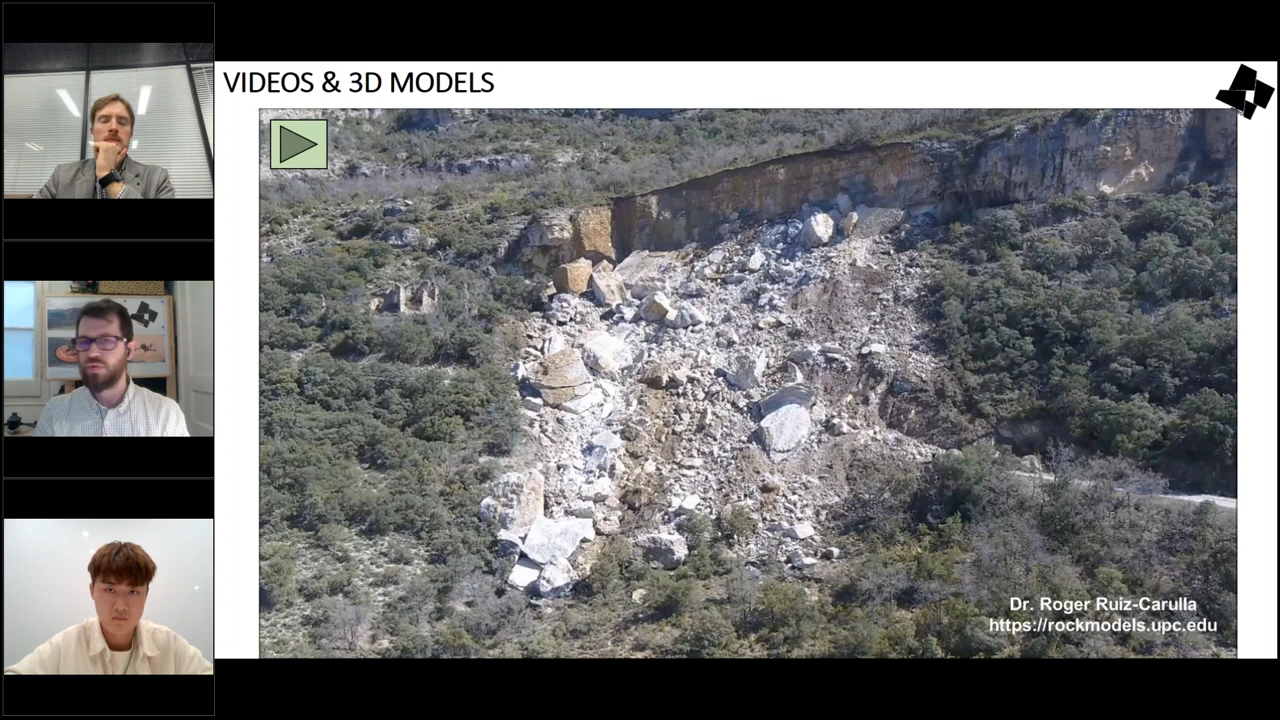 VIDEOS & 3D MODELS
Dr. Roger Ruiz-Carulla
https://rockmodels.upc.edu